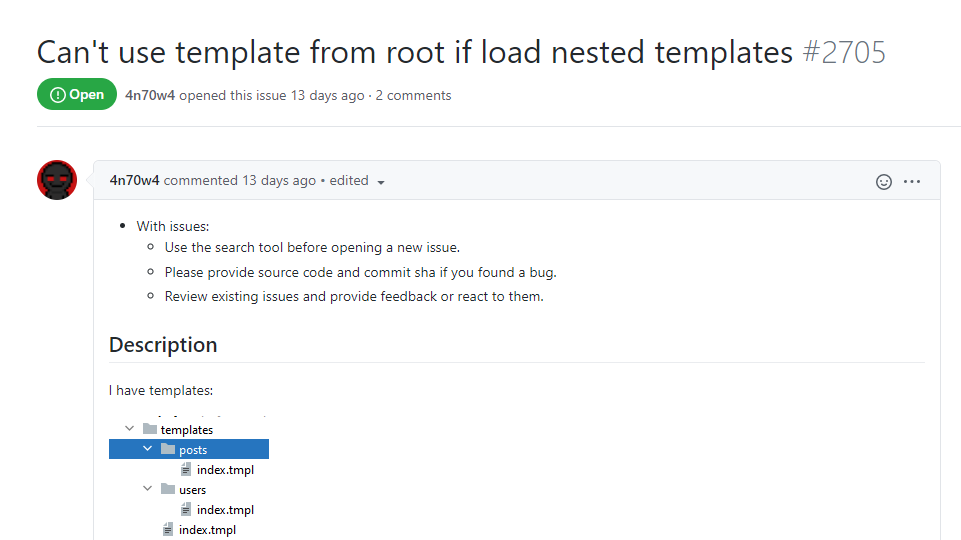 Can't use template from root if load nested templates #2705
Open 4n70w4 opened this issue 13 days ago · 2 comments
4n70w4 commented 13 days ago • edited
With issues:
Use the search tool before opening a new issue.
Please provide source code and commit sha if you found a bug.
Review existing issues and provide feedback or react to them.
Description
I have templates:
templates
posts
index.tmpl
users
index.tmpl
index.tmpl